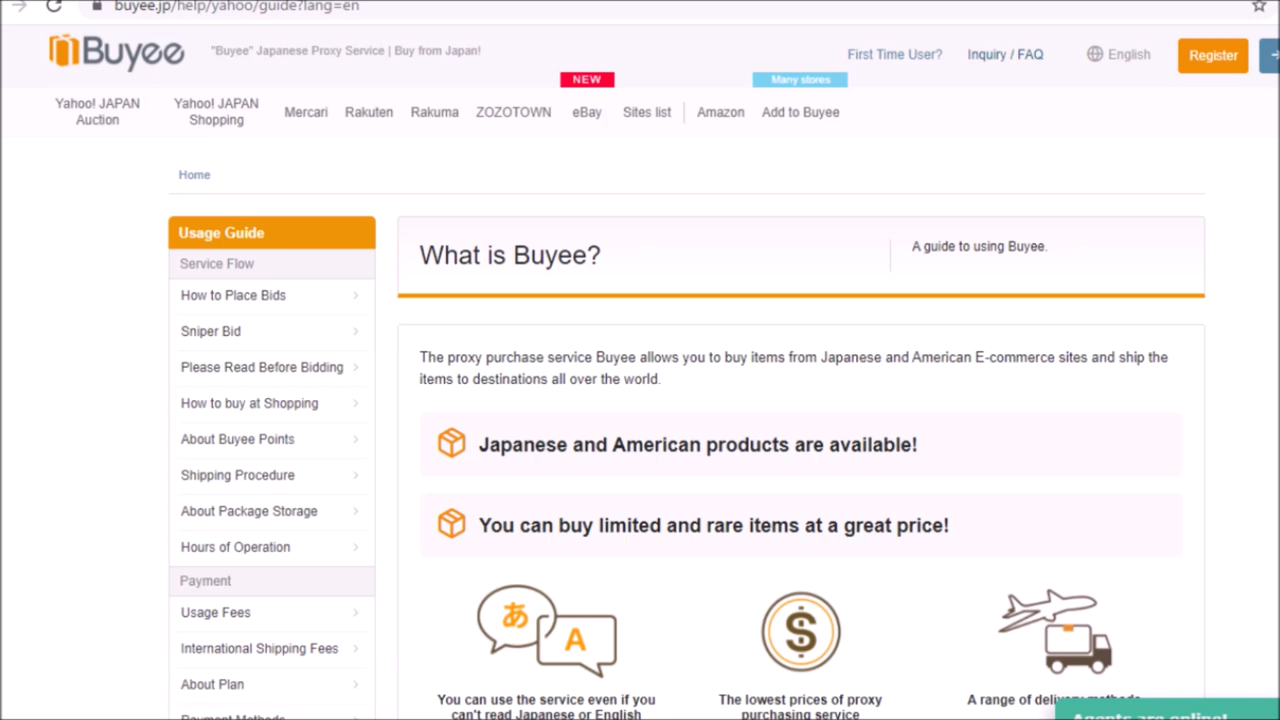 buyee.jp/help/yahoo/guide?lang=en
Buyee
"Buyee" Japanese Proxy Service | Buy from Japan!
First Time User?
Inquiry / FAQ
English
Register
NEW
Many stores
Yahoo! JAPAN
Auction
Yahoo! JAPAN
Shopping
Mercari
Rakuten
Rakuma
ZOZOTOWN
eBay
Sites list
Amazon
Add to Buyee
Home
Usage Guide
Service Flow
How to Place Bids
Sniper Bid
Please Read Before Bidding
How to buy at Shopping
About Buyee Points
Shipping Procedure
About Package Storage
Hours of Operation
Payment
Usage Fees
International Shipping Fees
About Plan
Payment Methods
What is Buyee?
A guide to using Buyee.
The proxy purchase service Buyee allows you to buy items from Japanese and American E-commerce sites and ship the
items to destinations all over the world.
Japanese and American products are available!
You can buy limited and rare items at a great price!
あ
A
$
You can use the service even if you
can't read Japanese or English
The lowest prices of proxy
purchasing service
A range of delivery methods
Agents are online!